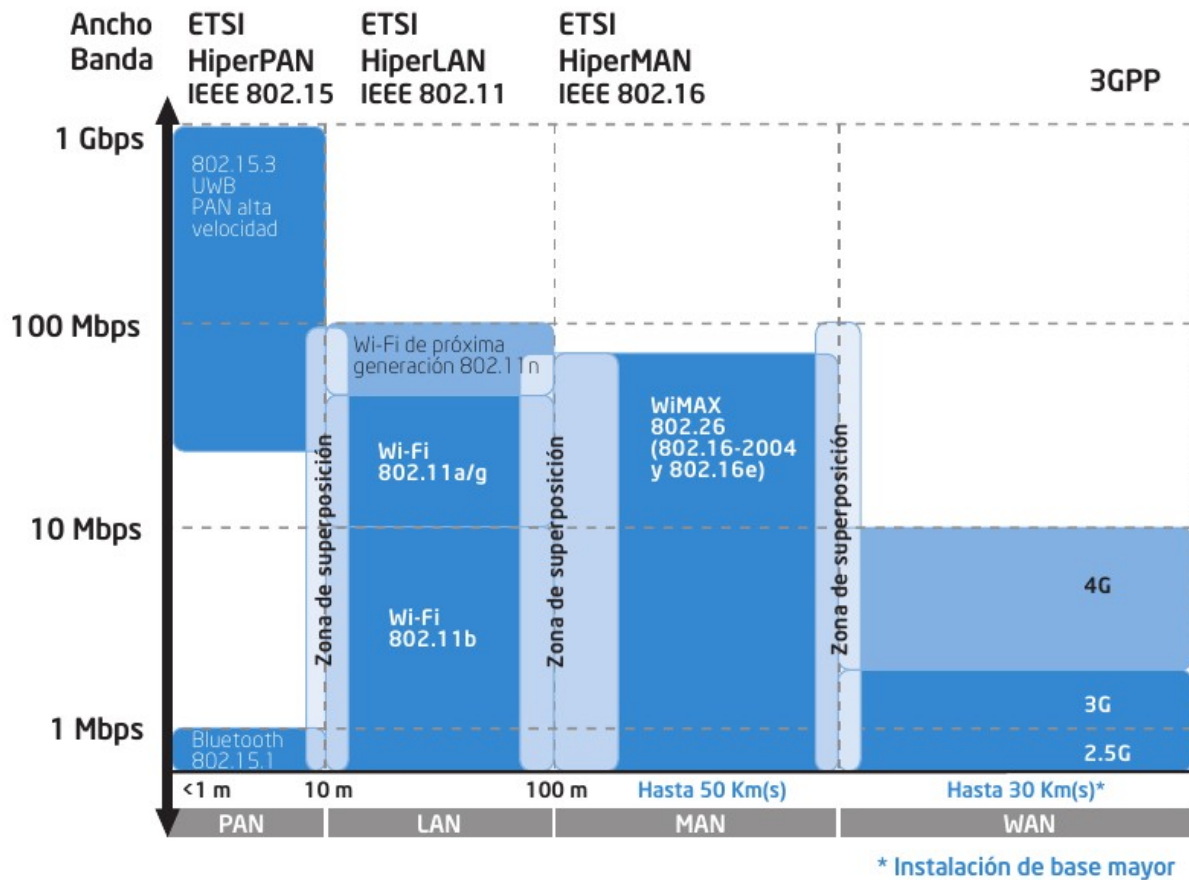 Ancho
Banda
ETSI
HiperPAN
IEEE 802.15
ETSI
HiperLAN
IEEE 802.11
ETSI
HiperMAN
IEEE 802.16
3GPP
1 Gbps
802.15.3
UWB
PAN alta
velocidad
100 Mbps
Wi-Fi de próxima
generación 802.11n
Wi-Fi
802.11a/g
WiMAX
802.26
(802.16-2004
y 802.16e)
Zona de superposición
Zona de superposición
Zona de superposición
10 Mbps
4G
Wi-Fi
802.11b
3G
1 Mbps
Bluetooth
802.15.1
2.5G
<1 m
10 m
100 m
Hasta 50 Km(s)
Hasta 30 Km(s)*
PAN
LAN
MAN
WAN
* Instalación de base mayor